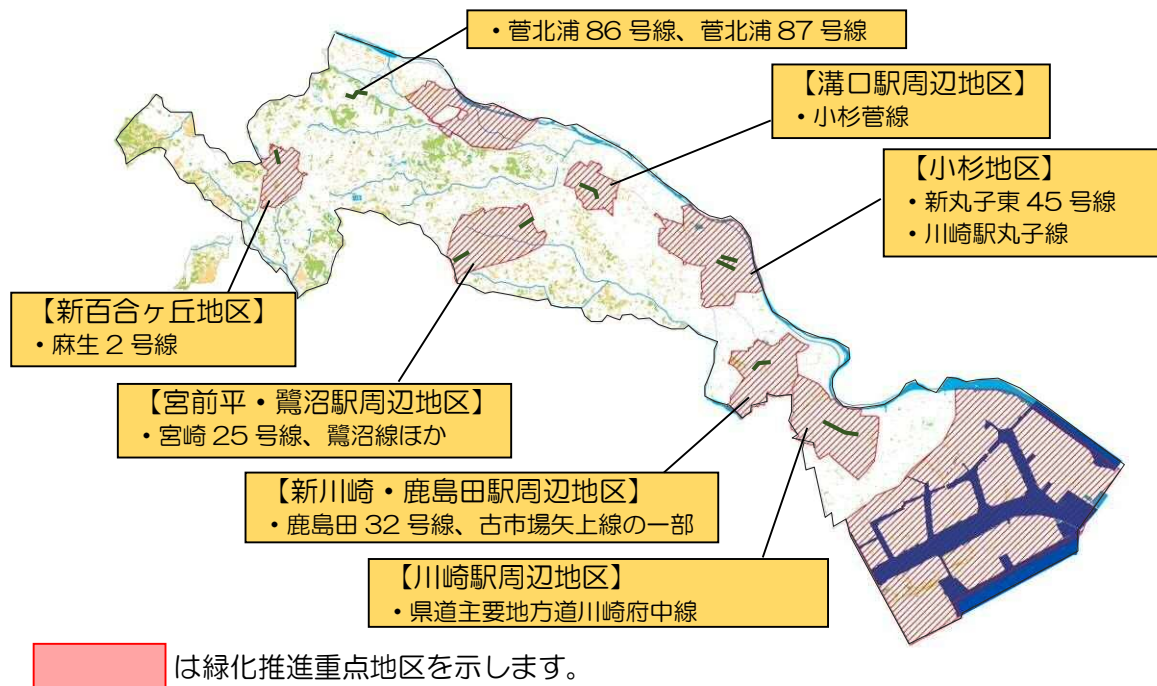 ・菅北浦 86 号線、菅北浦 87 号線
【溝口駅周辺地区】
・小杉菅線
【小杉地区】
・新丸子東 45 号線
・川崎駅丸子線
【新百合ヶ丘地区】
・麻生 2 号線
【宮前平・鷺沼駅周辺地区】
・宮崎 25 号線、鷺沼線ほか
【新川崎・鹿島田駅周辺地区】
・鹿島田 32 号線、古市場矢上線の一部
【川崎駅周辺地区】
・県道主要地方道川崎府中線
は緑化推進重点地区を示します。